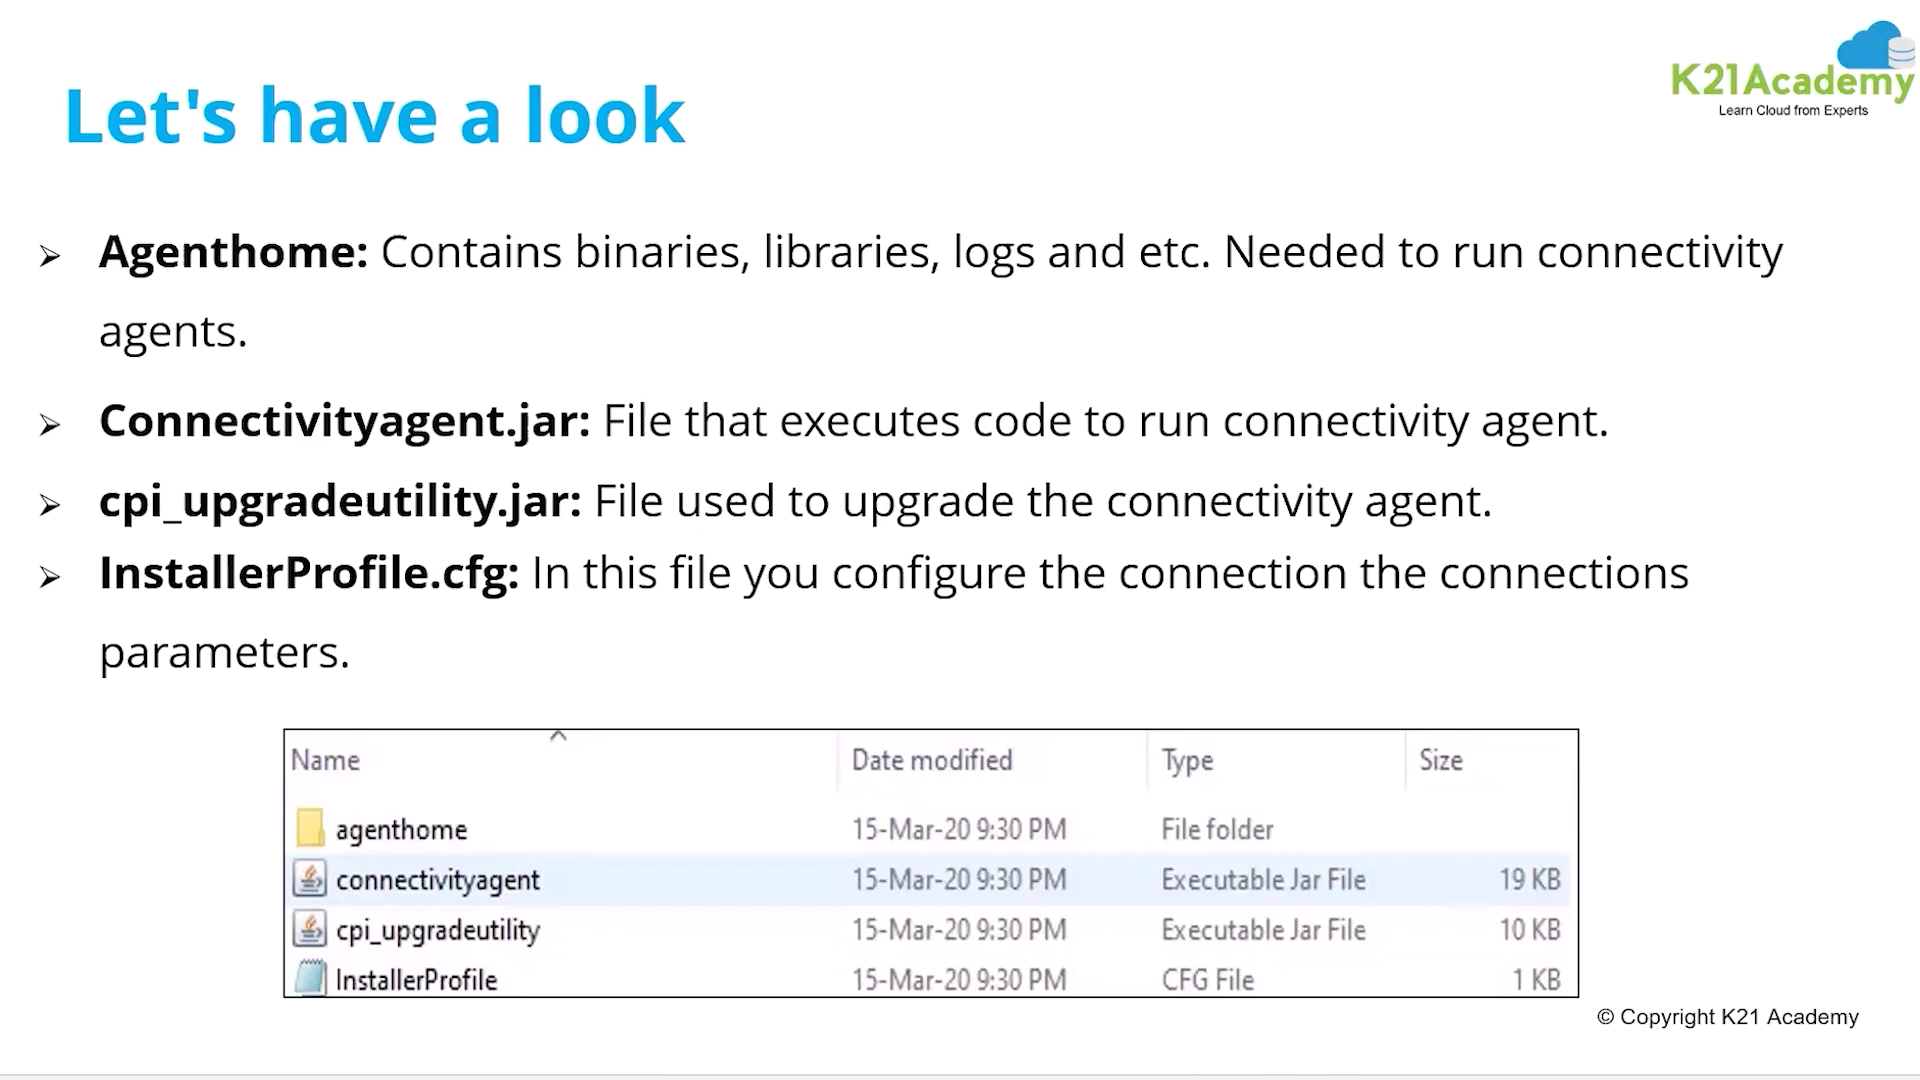 K21Academy
Learn Cloud from Experts
Let's have a look
Agenthome: Contains binaries, libraries, logs and etc. Needed to run connectivity
agents.
Connectivityagent.jar: File that executes code to run connectivity agent.
cpi_upgradeutility.jar: File used to upgrade the connectivity agent.
InstallerProfile.cfg: In this file you configure the connection the connections
parameters.
Name Date modified Type Size
agenthome 15-Mar-20 9:30 PM File folder
connectivityagent 15-Mar-20 9:30 PM Executable Jar File 19 KB
cpi_upgradeutility 15-Mar-20 9:30 PM Executable Jar File 10 KB
InstallerProfile 15-Mar-20 9:30 PM CFG File 1 KB
© Copyright K21 Academy